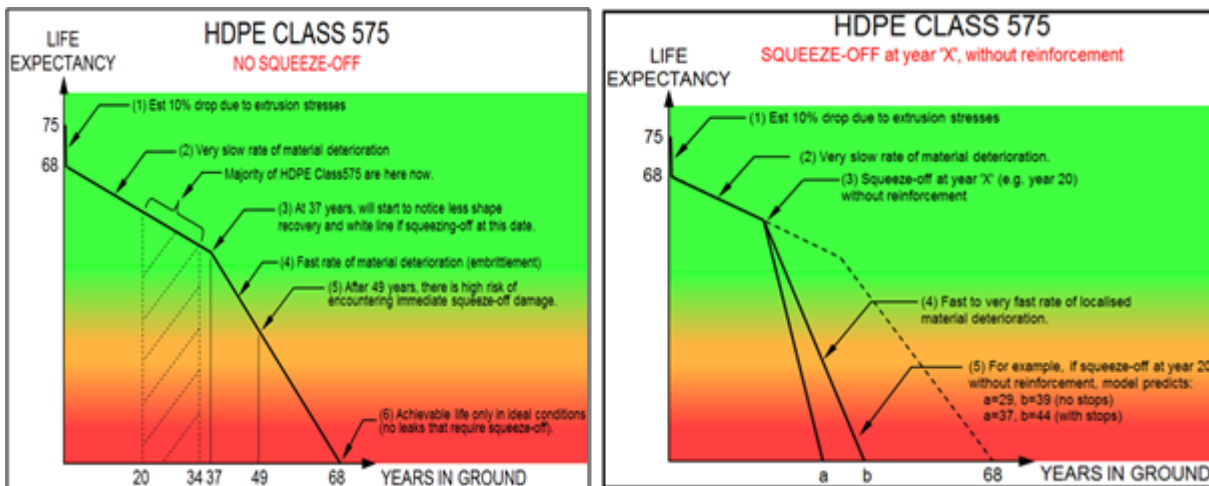 HDPE CLASS 575
NO SQUEEZE-OFF
LIFE
EXPECTANCY
(1) Est 10% drop due to extrusion stresses
75
(2) Very slow rate of material deterioration
68
Majority of HDPE Class575 are here now.
(3) At 37 years, will start to notice less shape
recovery and white line if squeezing-off at this date.
(4) Fast rate of material deterioration (embrittlement)
(5) After 49 years, there is high risk of
encountering immediate squeeze-off damage.
(6) Achievable life only in ideal conditions
(no leaks that require squeeze-off).
20 34 37 49 68 YEARS IN GROUND
HDPE CLASS 575
SQUEEZE-OFF at year "X", without reinforcement
LIFE
EXPECTANCY
(1) Est 10% drop due to extrusion stresses
75
(2) Very slow rate of material deterioration.
68
(3) Squeeze-off at year "X" (e.g. year 20)
without reinforcement
(4) Fast to very fast rate of localised
material deterioration.
(5) For example, if squeeze-off at year 20
without reinforcement, model predicts:
a=29, b=39 (no stops)
a=37, b=44 (with stops)
a b 68 YEARS IN GROUND